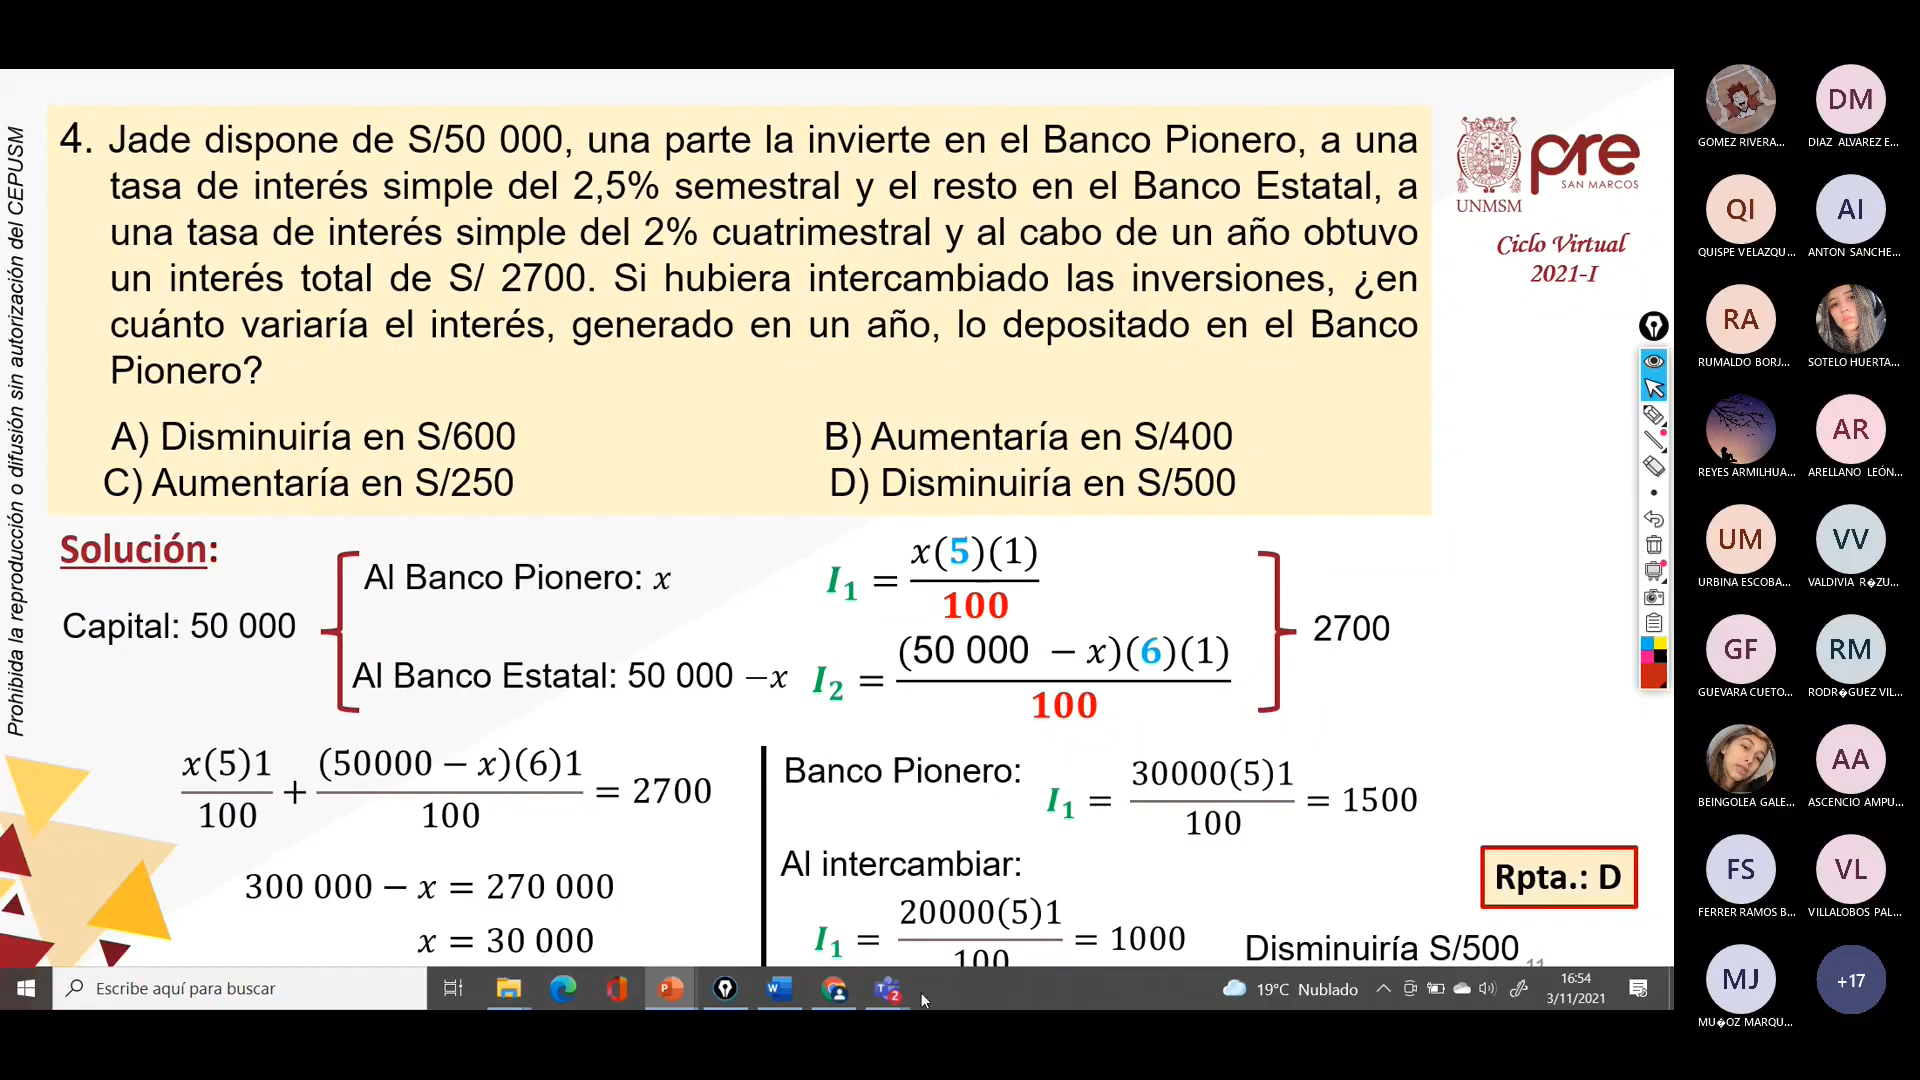 Prohibida la reproducción o difusión sin autorización del CEPUSM
4. Jade dispone de S/50 000, una parte la invierte en el Banco Pionero, a una
tasa de interés simple del 2,5% semestral y el resto en el Banco Estatal, a
una tasa de interés simple del 2% cuatrimestral y al cabo de un año obtuvo
un interés total de S/ 2700. Si hubiera intercambiado las inversiones, ¿en
cuánto variaría el interés, generado en un año, lo depositado en el Banco
Pionero?
A) Disminuiría en S/600
B) Aumentaría en S/400
C) Aumentaría en S/250
D) Disminuiría en S/500
UNMSM
pre
SAN MARCOS
Ciclo Virtual
2021-I
Solución:
Capital: 50 000
Al Banco Pionero: x
I₁ = x(5)(1)/100
Al Banco Estatal: 50 000 −x
I₂ = (50 000 − x)(6)(1)/100
2700
x(5)1/100 + (50000 − x)(6)1/100 = 2700
300 000 − x = 270 000
x = 30 000
Banco Pionero:
I₁ = 30000(5)1/100 = 1500
Al intercambiar:
I₁ = 20000(5)1/100 = 1000
Disminuiría S/500
Rpta.: D
11
Escribe aquí para buscar
2
19°C Nublado
16:54
3/11/2021
GOMEZ RIVERA...
DM
DIAZ ALVAREZ E...
QI
QUISPE VELAZQU...
AI
ANTON SANCHE...
RA
RUMALDO BORJ...
SOTELO HUERTA...
REYES ARMILHUA...
AR
ARELLANO LEÓN...
UM
URBINA ESCOBA...
VV
VALDIVIA R�ZU...
GF
GUEVARA CUETO...
RM
RODR�GUEZ VIL...
BEINGOLEA GALE...
AA
ASCENCIO AMPU...
FS
FERRER RAMOS B...
VL
VILLALOBOS PAL...
MJ
MU�OZ MARQU...
+17